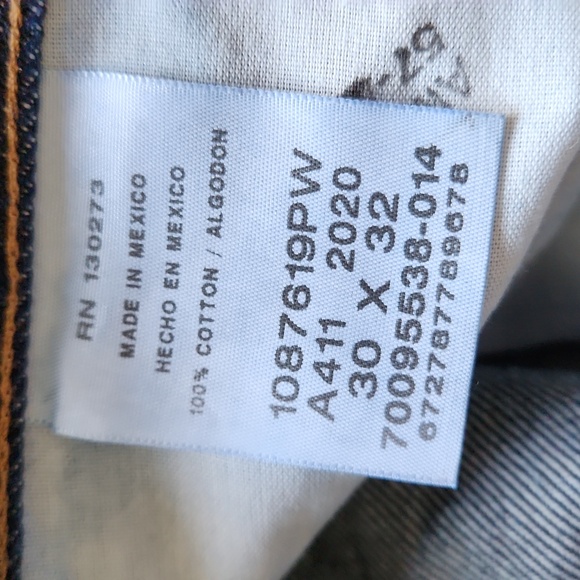 RN 130273
MADE IN MEXICO
HECHO EN MEXICO
100% COTTON / ALGODON
1087619PW
A411 2020
30 X 32
70095538-014
672787789678